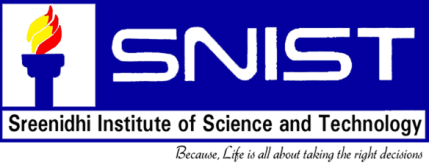 SNIST
Sreenidhi Institute of Science and Technology
Because, Life is all about taking the right decisions